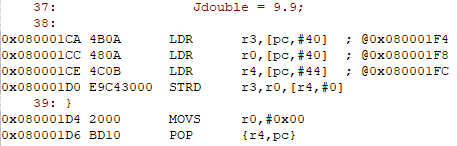 37:                 Jdouble = 9.9;
38:
0x080001CA 4B0A      LDR      r3,[pc,#40]  ; @0x080001F4
0x080001CC 480A      LDR      r0,[pc,#40]  ; @0x080001F8
0x080001CE 4C0B      LDR      r4,[pc,#44]  ; @0x080001FC
0x080001D0 E9C43000  STRD     r3,r0,[r4,#0]
39: }
0x080001D4 2000      MOVS     r0,#0x00
0x080001D6 BD10      POP      {r4,pc}